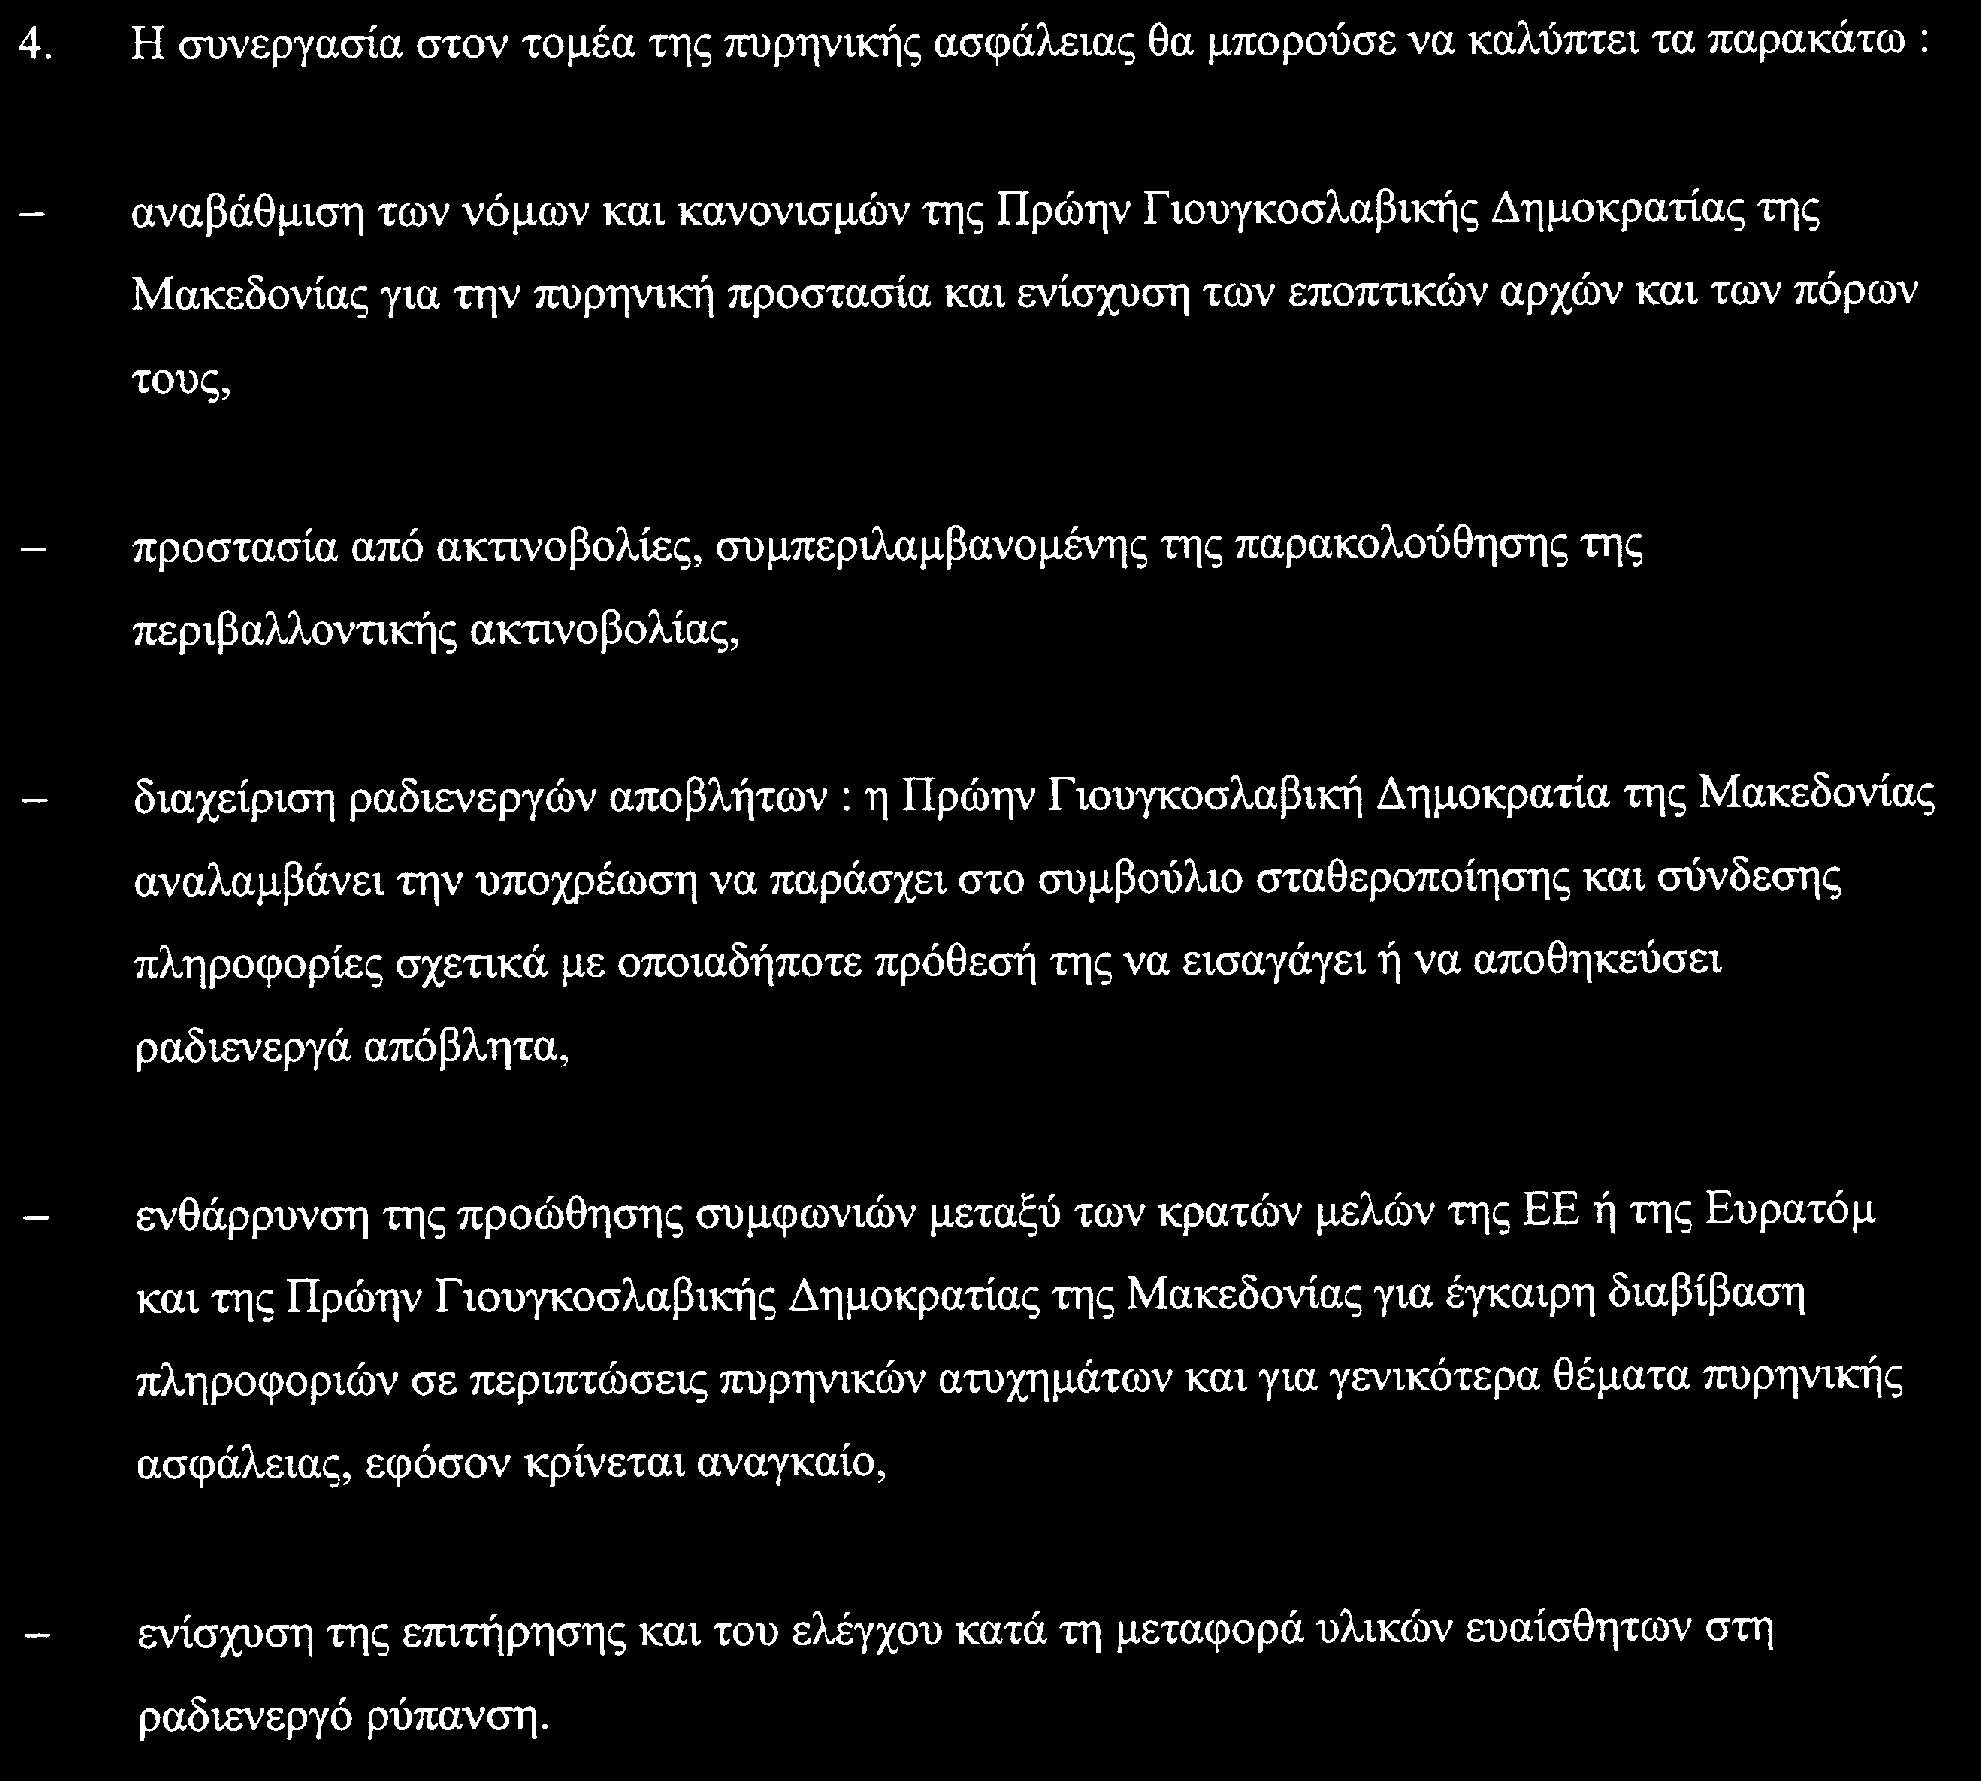 4. Η συνεργασία στον τομέα της πυρηνικής ασφάλειας θα μπορούσε να καλύπτει τα παρακάτω :
– αναβάθμιση των νόμων και κανονισμών της Πρώην Γιουγκοσλαβικής Δημοκρατίας της
Μακεδονίας για την πυρηνική προστασία και ενίσχυση των εποπτικών αρχών και των πόρων
τους,
– προστασία από ακτινοβολίες, συμπεριλαμβανομένης της παρακολούθησης της
περιβαλλοντικής ακτινοβολίας,
– διαχείριση ραδιενεργών αποβλήτων : η Πρώην Γιουγκοσλαβική Δημοκρατία της Μακεδονίας
αναλαμβάνει την υποχρέωση να παράσχει στο συμβούλιο σταθεροποίησης και σύνδεσης
πληροφορίες σχετικά με οποιαδήποτε πρόθεσή της να εισαγάγει ή να αποθηκεύσει
ραδιενεργά απόβλητα,
– ενθάρρυνση της προώθησης συμφωνιών μεταξύ των κρατών μελών της ΕΕ ή της Ευρατόμ
και της Πρώην Γιουγκοσλαβικής Δημοκρατίας της Μακεδονίας για έγκαιρη διαβίβαση
πληροφοριών σε περιπτώσεις πυρηνικών ατυχημάτων και για γενικότερα θέματα πυρηνικής
ασφάλειας, εφόσον κρίνεται αναγκαίο,
– ενίσχυση της επιτήρησης και του ελέγχου κατά τη μεταφορά υλικών ευαίσθητων στη
ραδιενεργό ρύπανση.